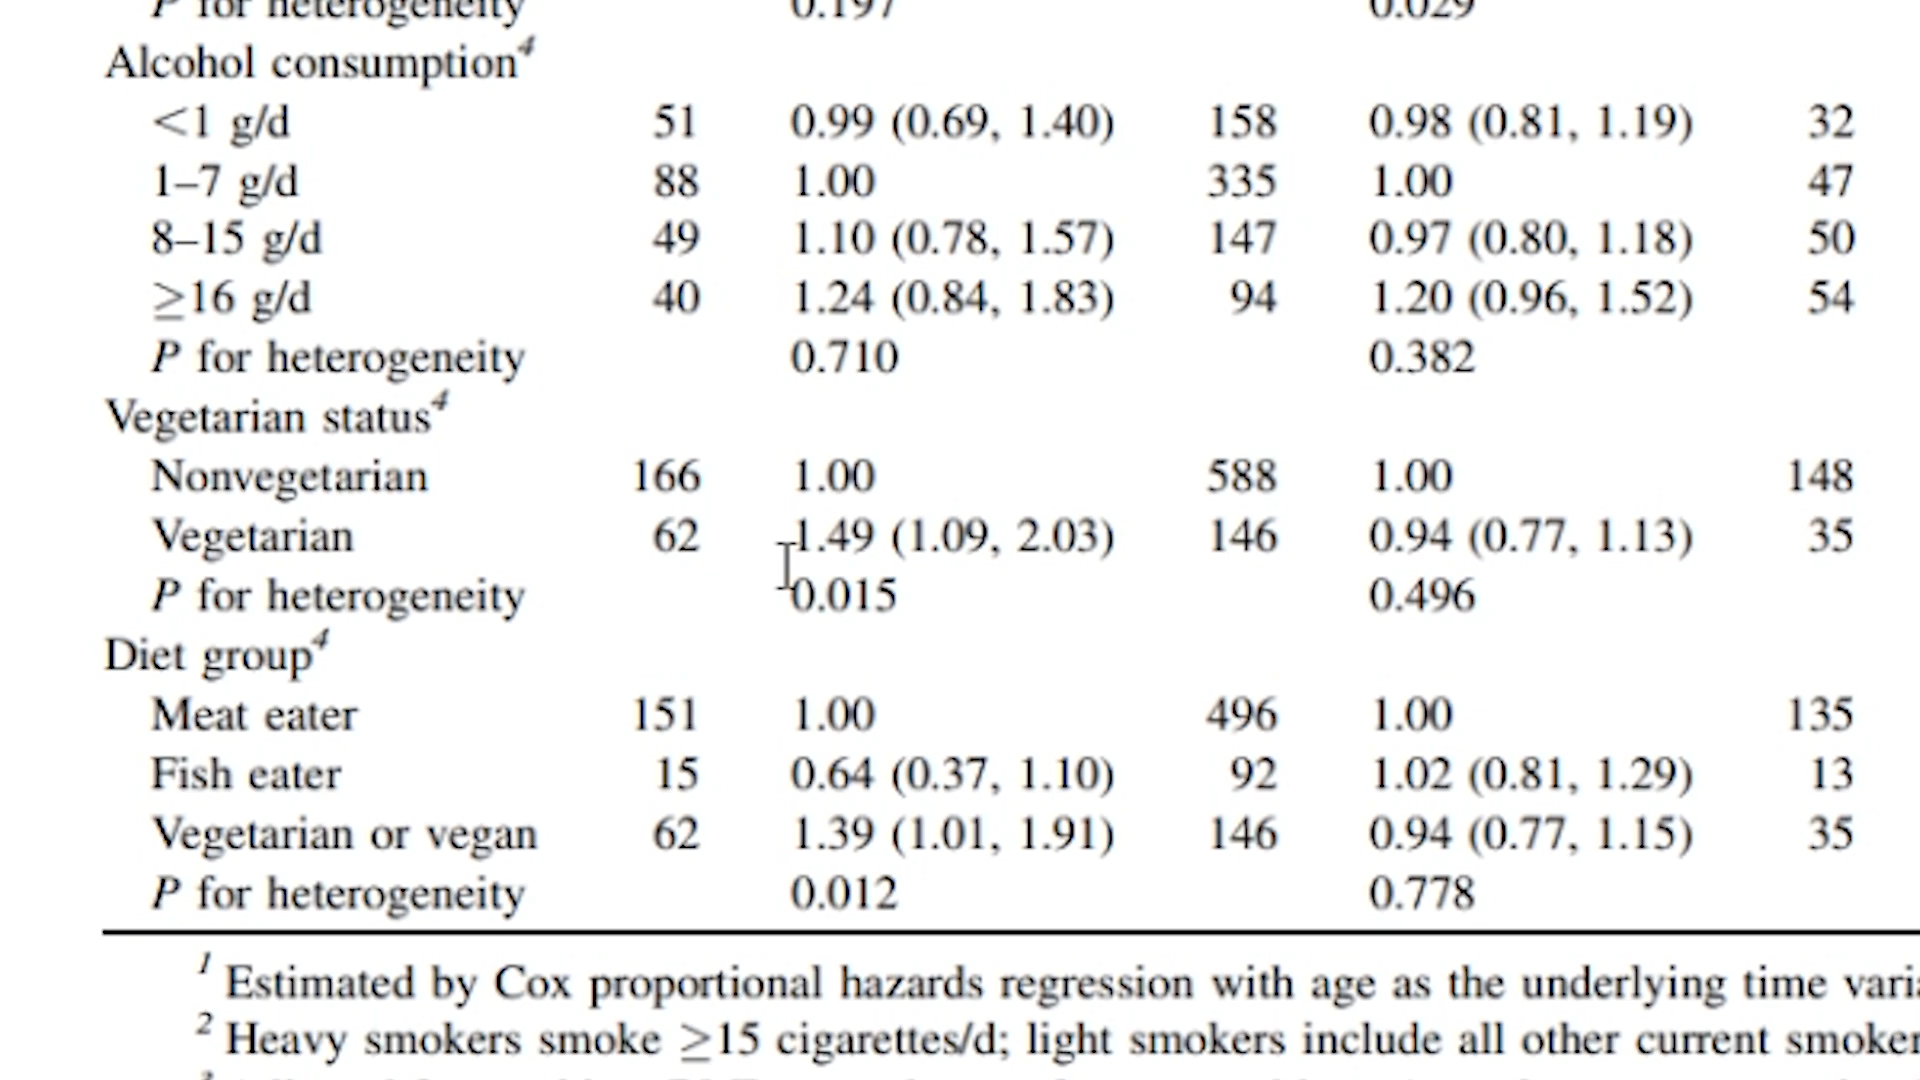 P for heterogeneity 0.197 0.029
Alcohol consumption4
<1 g/d 51 0.99 (0.69, 1.40) 158 0.98 (0.81, 1.19) 32
1–7 g/d 88 1.00 335 1.00 47
8–15 g/d 49 1.10 (0.78, 1.57) 147 0.97 (0.80, 1.18) 50
≥16 g/d 40 1.24 (0.84, 1.83) 94 1.20 (0.96, 1.52) 54
P for heterogeneity 0.710 0.382
Vegetarian status4
Nonvegetarian 166 1.00 588 1.00 148
Vegetarian 62 1.49 (1.09, 2.03) 146 0.94 (0.77, 1.13) 35
P for heterogeneity 0.015 0.496
Diet group4
Meat eater 151 1.00 496 1.00 135
Fish eater 15 0.64 (0.37, 1.10) 92 1.02 (0.81, 1.29) 13
Vegetarian or vegan 62 1.39 (1.01, 1.91) 146 0.94 (0.77, 1.15) 35
P for heterogeneity 0.012 0.778
1 Estimated by Cox proportional hazards regression with age as the underlying time vari
2 Heavy smokers smoke ≥15 cigarettes/d; light smokers include all other current smoker